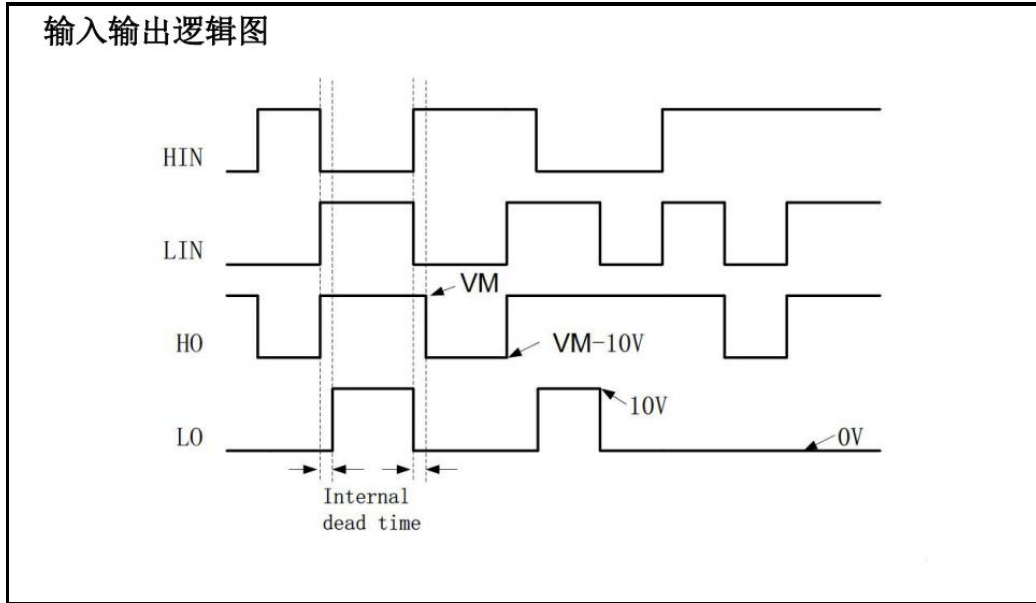 输入输出逻辑图
HIN
LIN
VM
HO
VM-10V
10V
LO
0V
Internal
dead time